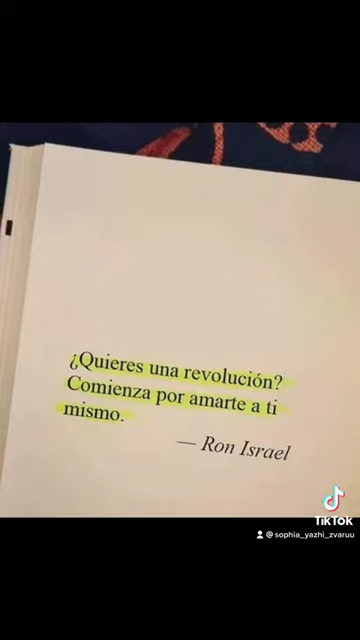 ¿Quieres una revolución?
Comienza por amarte a ti
mismo.
— Ron Israel
TikTok
@sophia_yazhi_zvaruu